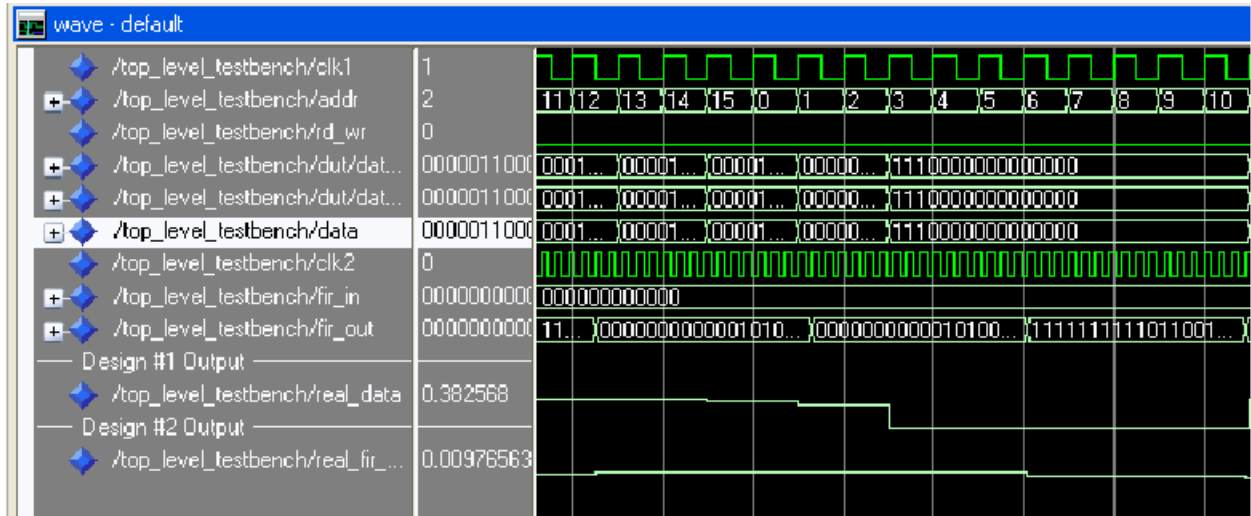 wave - default
/top_level_testbench/clk1 1
/top_level_testbench/addr 2 11 12 13 14 15 0 1 2 3 4 5 6 7 8 9 10
/top_level_testbench/rd_wr 0
/top_level_testbench/dut/dat... 0000011000 0001... 00001... 00001... 00000... 1110000000000000
/top_level_testbench/dut/dat... 0000011000 0001... 00001... 00001... 00000... 1110000000000000
/top_level_testbench/data 0000011000 0001... 00001... 00001... 00000... 1110000000000000
/top_level_testbench/clk2 0
/top_level_testbench/fir_in 0000000000 000000000000
/top_level_testbench/fir_out 0000000000 11... 0000000000001010... 0000000000010100... 1111111111011001...
Design #1 Output
/top_level_testbench/real_data 0.382568
Design #2 Output
/top_level_testbench/real_fir_... 0.00976563